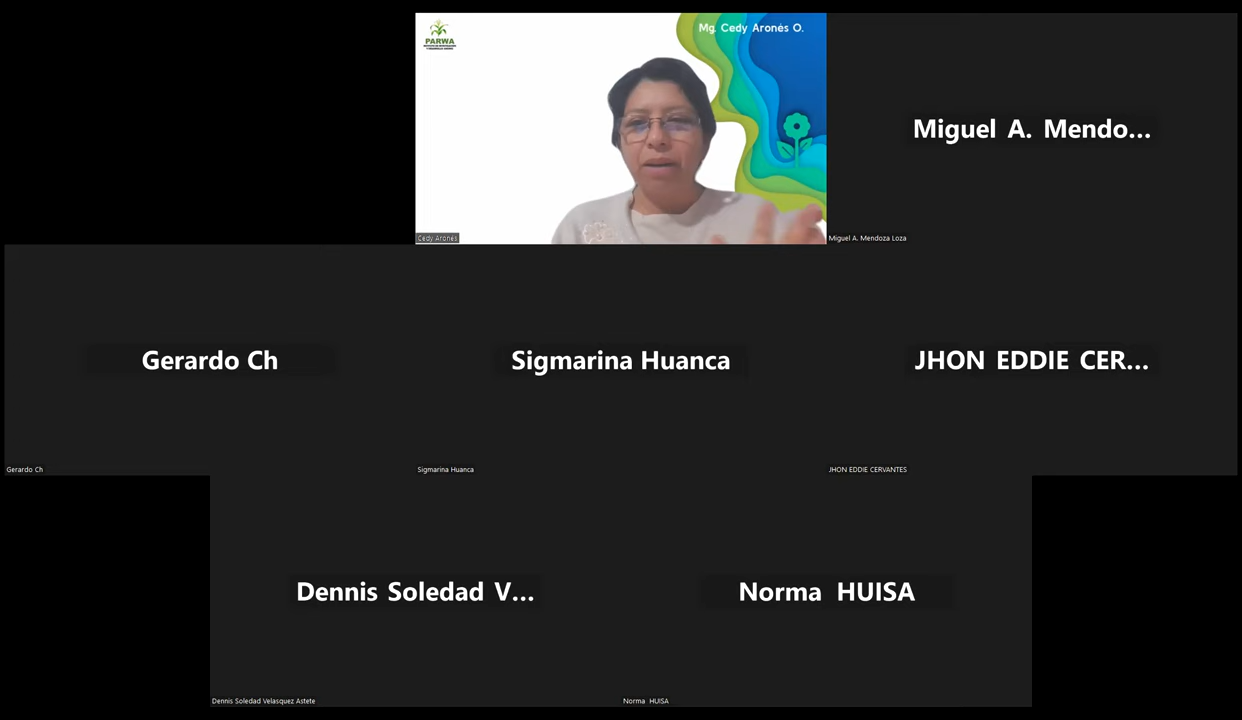 PARWA
Mg. Cedy Aronés O.
Cedy Aronés
Miguel A. Mendo...
Miguel A. Mendoza Loza
Gerardo Ch
Gerardo Ch
Sigmarina Huanca
Sigmarina Huanca
JHON EDDIE CER...
JHON EDDIE CERVANTES
Dennis Soledad V...
Dennis Soledad Velasquez Astete
Norma HUISA
Norma HUISA